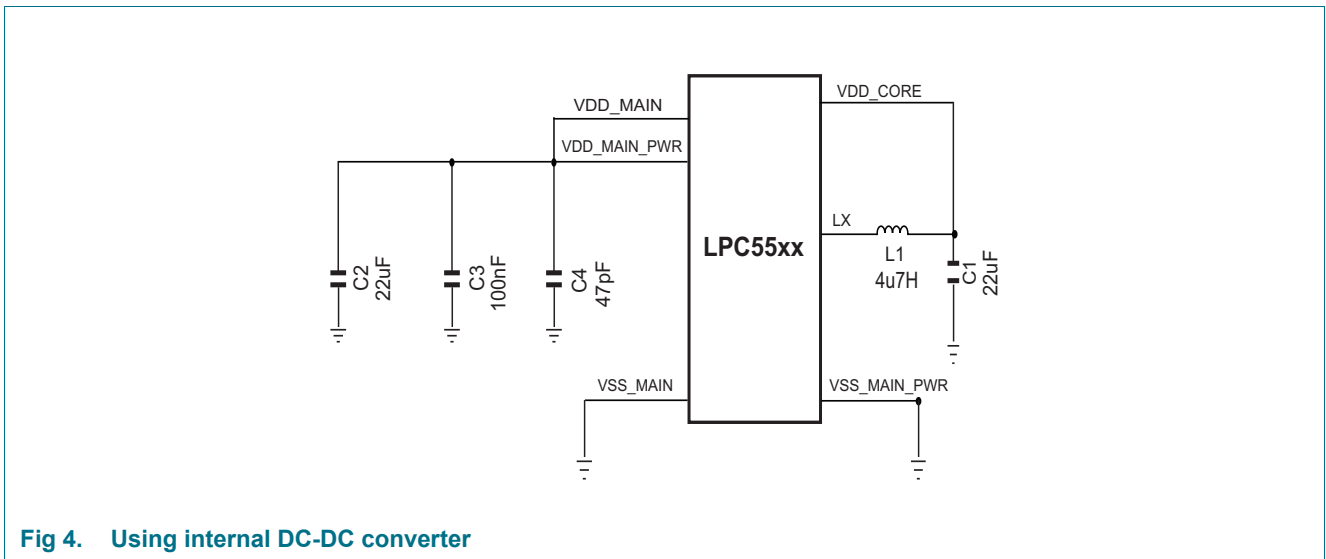 VDD_MAIN
VDD_MAIN_PWR
VDD_CORE
LX
LPC55xx
L1
4u7H
C1
22uF
C2
22uF
C3
100nF
C4
47pF
VSS_MAIN
VSS_MAIN_PWR
Fig 4. Using internal DC-DC converter